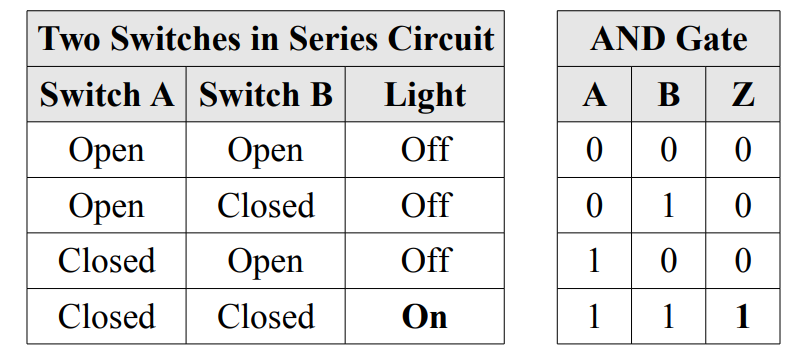 Two Switches in Series Circuit
Switch A Switch B Light
Open Open Off
Open Closed Off
Closed Open Off
Closed Closed On
AND Gate
A B Z
0 0 0
0 1 0
1 0 0
1 1 1